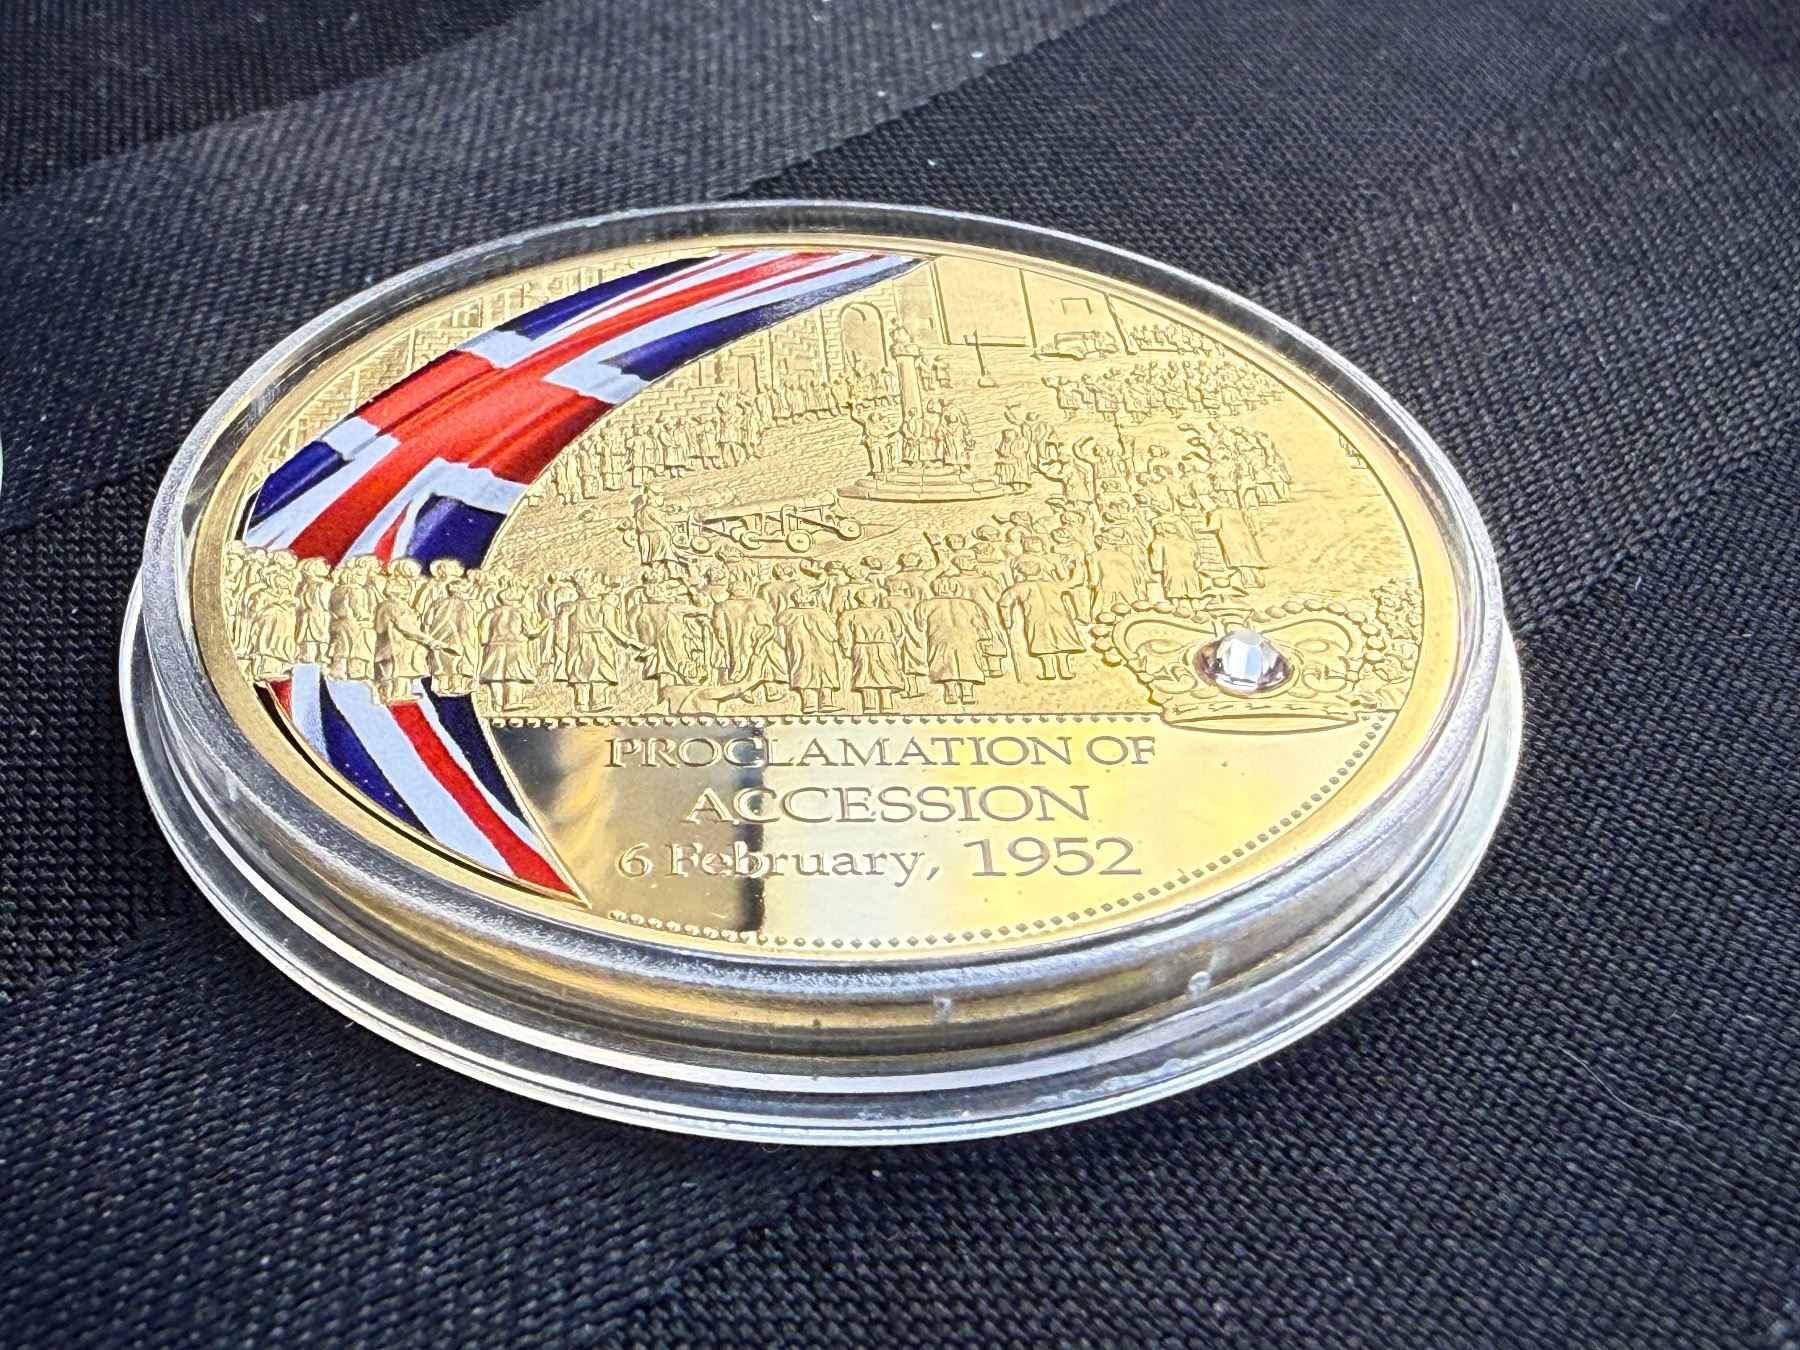 PROCLAMATION OF
ACCESSION
6 February, 1952